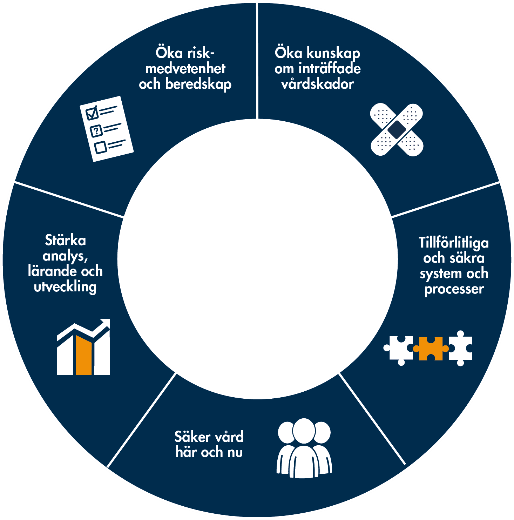 Öka risk-
medvetenhet
och beredskap
Öka kunskap
om inträffade
vårdskador
Tillförlitliga
och säkra
system och
processer
Säker vård
här och nu
Stärka
analys,
lärande och
utveckling
?